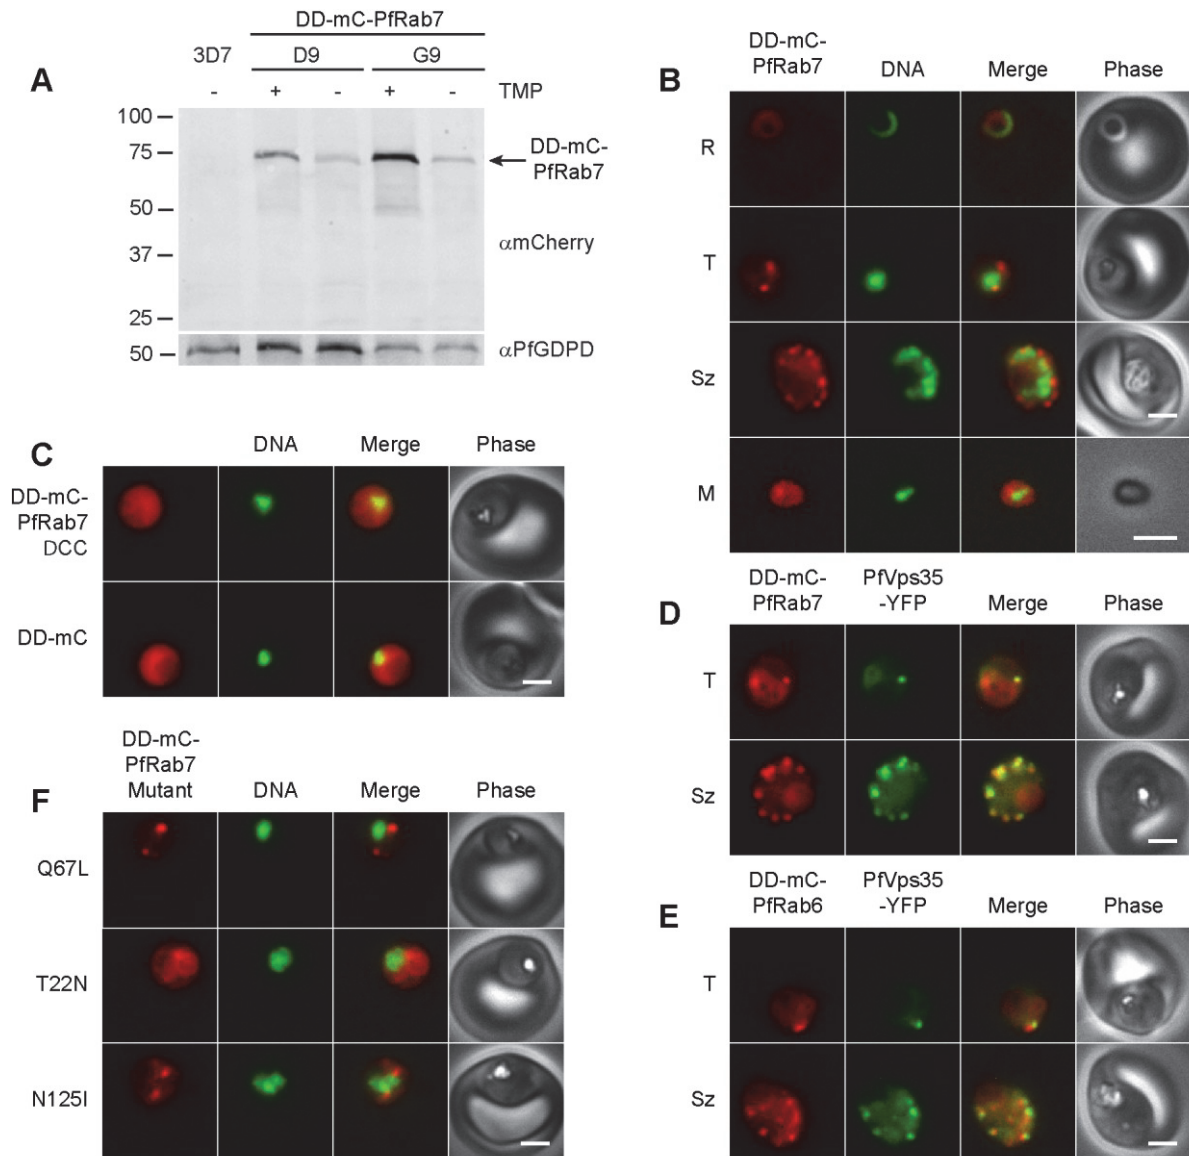 A
DD-mC-PfRab7
3D7 D9 G9
- + - + - TMP
100
75
50
37
25
50
DD-mC-
PfRab7
αmCherry
αPfGDPD
B
DD-mC-
PfRab7 DNA Merge Phase
R
T
Sz
M
C
DNA Merge Phase
DD-mC-
PfRab7
DCC
DD-mC
D
DD-mC-
PfRab7
PfVps35
-YFP
Merge Phase
T
Sz
E
DD-mC-
PfRab6
PfVps35
-YFP
Merge Phase
T
Sz
F
DD-mC-
PfRab7
Mutant DNA Merge Phase
Q67L
T22N
N125I